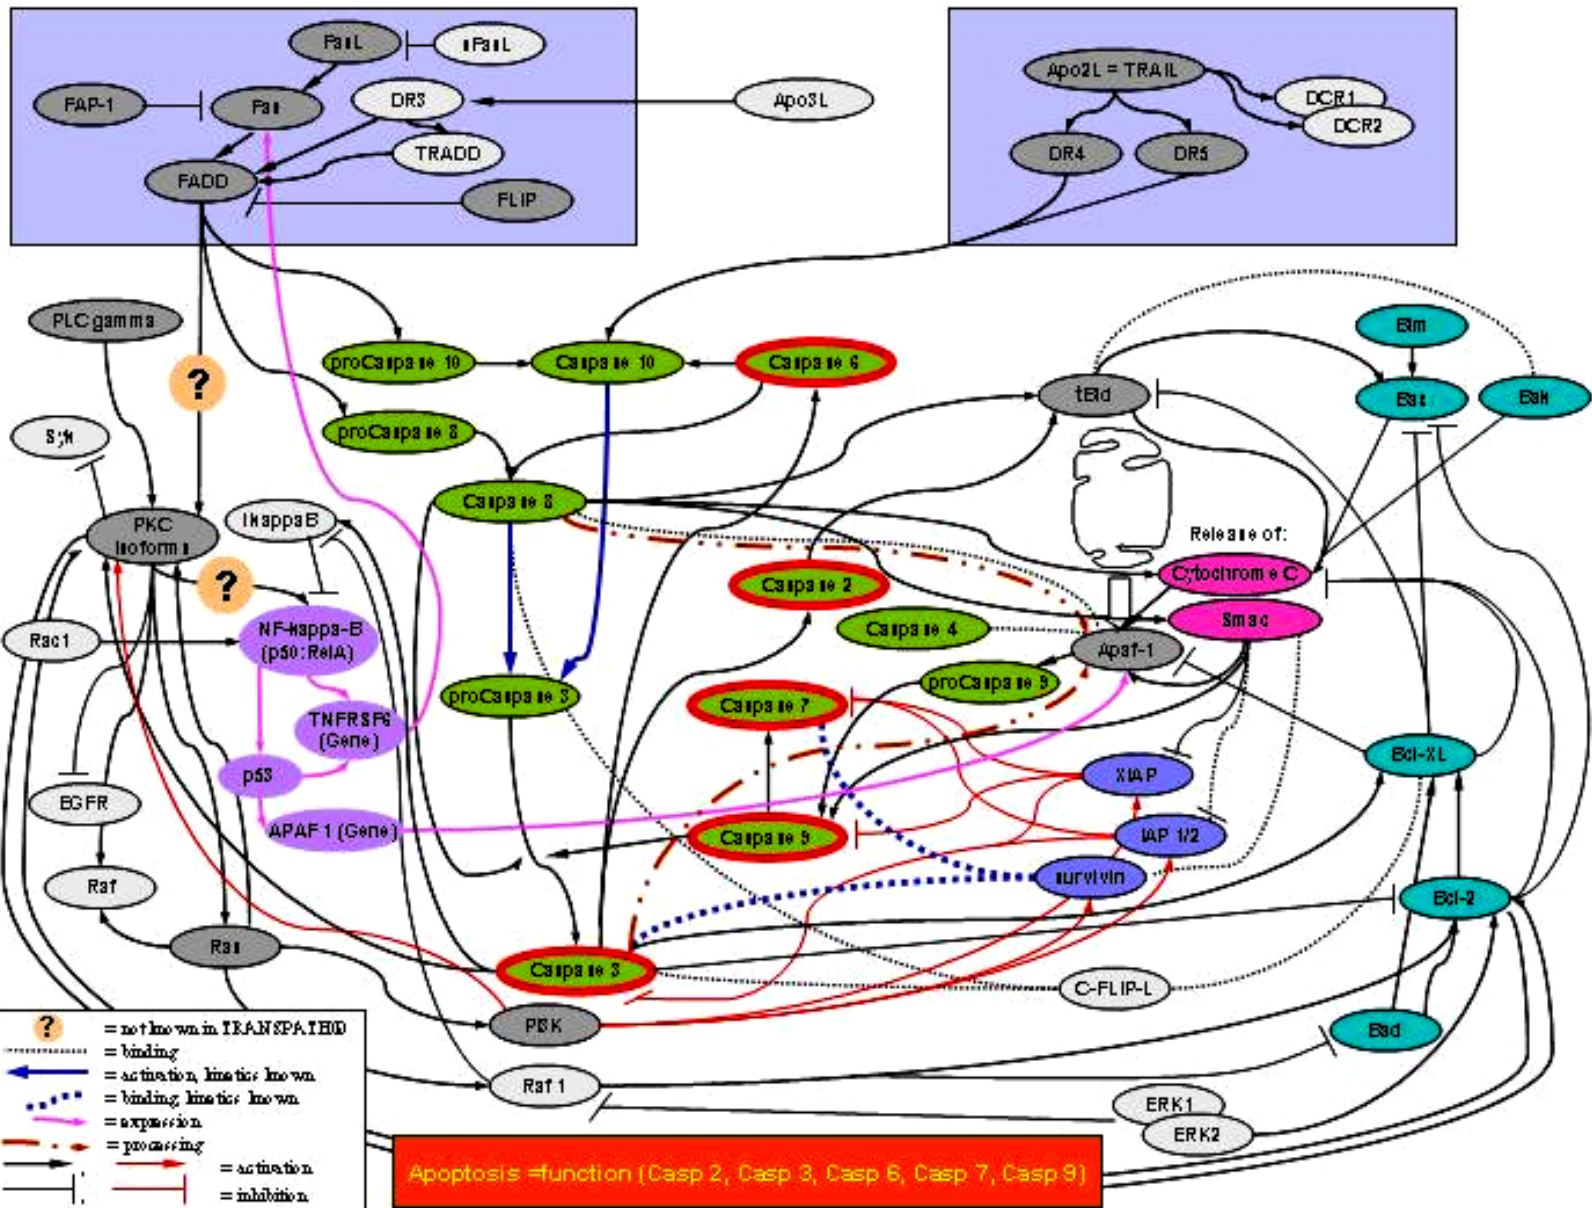 FasL
sFasL
FAP-1
Fas
DR3
Apo3L
TRADD
FADD
FLIP
Apo2L = TRAIL
DCR1
DCR2
DR4
DR5
PLC gamma
?
proCaspase 10
Caspase 10
Caspase 6
tBid
Bim
Bax
Bak
Syk
proCaspase 8
Caspase 8
PKC
isoforms
IkappaB
?
Release of:
Cytochrome C
Smac
Caspase 2
Caspase 4
Apaf-1
Rac1
NF-kappa-B
(p50:RelA)
proCaspase 3
proCaspase 9
Caspase 7
TNFRSF6
(Gene)
p53
Bcl-XL
XIAP
EGFR
APAF1 (Gene)
Caspase 9
IAP 1/2
survivin
Raf
Bcl-2
Ras
Caspase 3
C-FLIP-L
PI3K
Bad
Raf 1
ERK1
ERK2
? = not known in TRANSPATH®
= binding
= activation, kinetics known
= binding, kinetics known
= expression
= processing
= activation
= inhibition
Apoptosis =function (Casp 2, Casp 3, Casp 6, Casp 7, Casp 9)